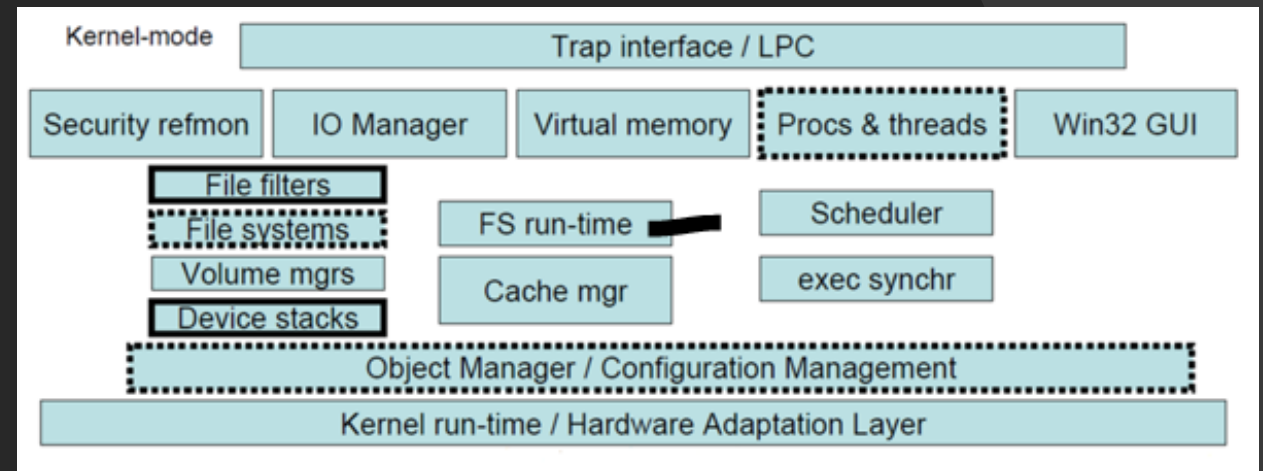 Kernel-mode
Trap interface / LPC
Security refmon
IO Manager
Virtual memory
Procs & threads
Win32 GUI
File filters
File systems
Volume mgrs
Device stacks
FS run-time
Cache mgr
Scheduler
exec synchr
Object Manager / Configuration Management
Kernel run-time / Hardware Adaptation Layer